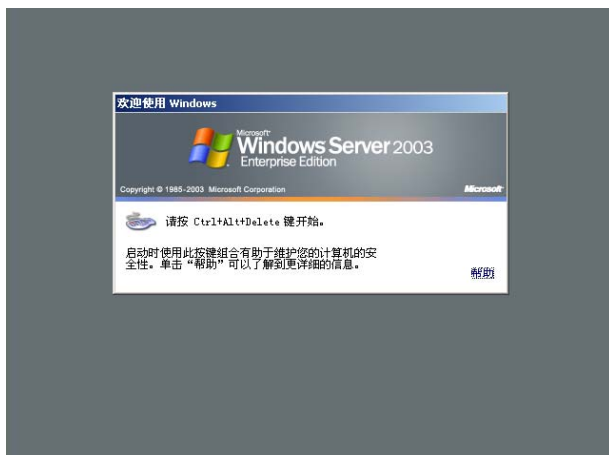 欢迎使用 Windows
Microsoft
Windows Server 2003
Enterprise Edition
Copyright © 1985-2003 Microsoft Corporation
Microsoft
请按 Ctrl+Alt+Delete 键开始。
启动时使用此按键组合有助于维护您的计算机的安
全性。单击“帮助”可以了解到更详细的信息。
帮助